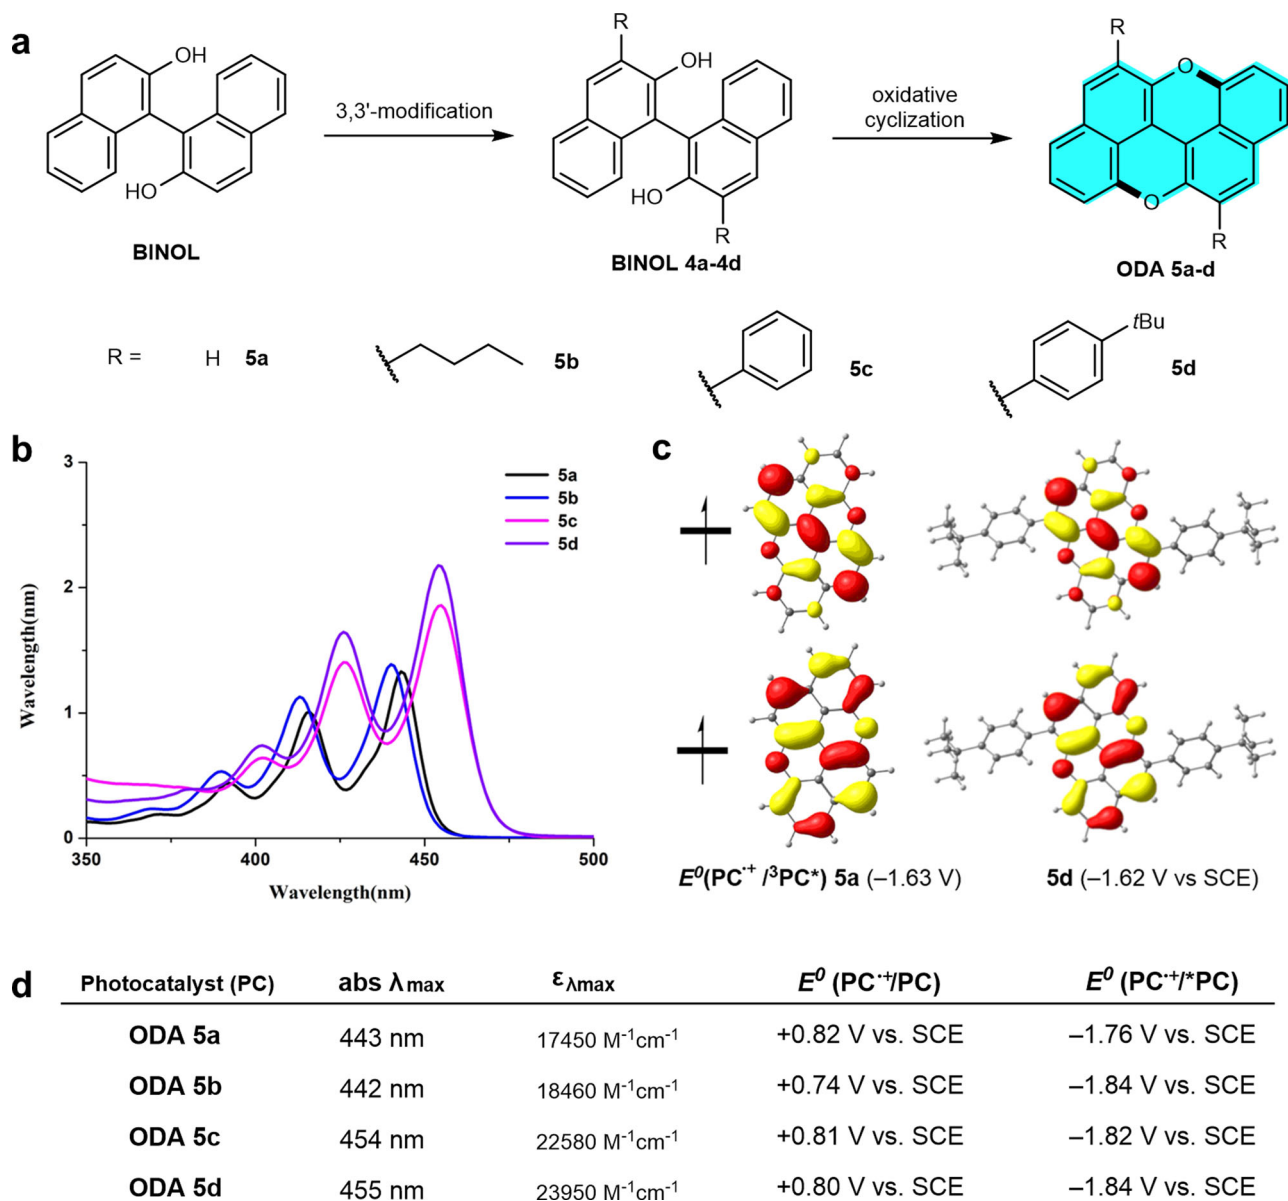 a
OH
HO
BINOL
3,3'-modification
R
OH
HO
R
BINOL 4a-4d
oxidative
cyclization
R
O
O
R
ODA 5a-d
R = H 5a
5b
5c
tBu
5d
b
3
2
1
0
Wavelength(nm)
5a
5b
5c
5d
350 400 450 500
Wavelength(nm)
c
E⁰(PC·⁺ /³PC*) 5a (–1.63 V)
5d (–1.62 V vs SCE)
d
Photocatalyst (PC) abs λmax ελmax E⁰ (PC·⁺/PC) E⁰ (PC·⁺/*PC)
ODA 5a 443 nm 17450 M⁻¹cm⁻¹ +0.82 V vs. SCE –1.76 V vs. SCE
ODA 5b 442 nm 18460 M⁻¹cm⁻¹ +0.74 V vs. SCE –1.84 V vs. SCE
ODA 5c 454 nm 22580 M⁻¹cm⁻¹ +0.81 V vs. SCE –1.82 V vs. SCE
ODA 5d 455 nm 23950 M⁻¹cm⁻¹ +0.80 V vs. SCE –1.84 V vs. SCE